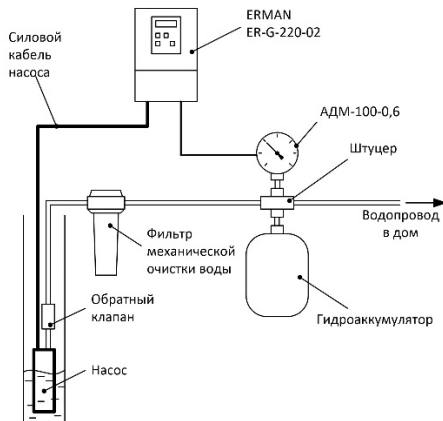 Силовой
кабель
насоса
ERMAN
ER-G-220-02
АДМ-100-0,6
Штуцер
Водопровод
в дом
Фильтр
механической
очистки воды
Обратный
клапан
Гидроаккумулятор
Насос